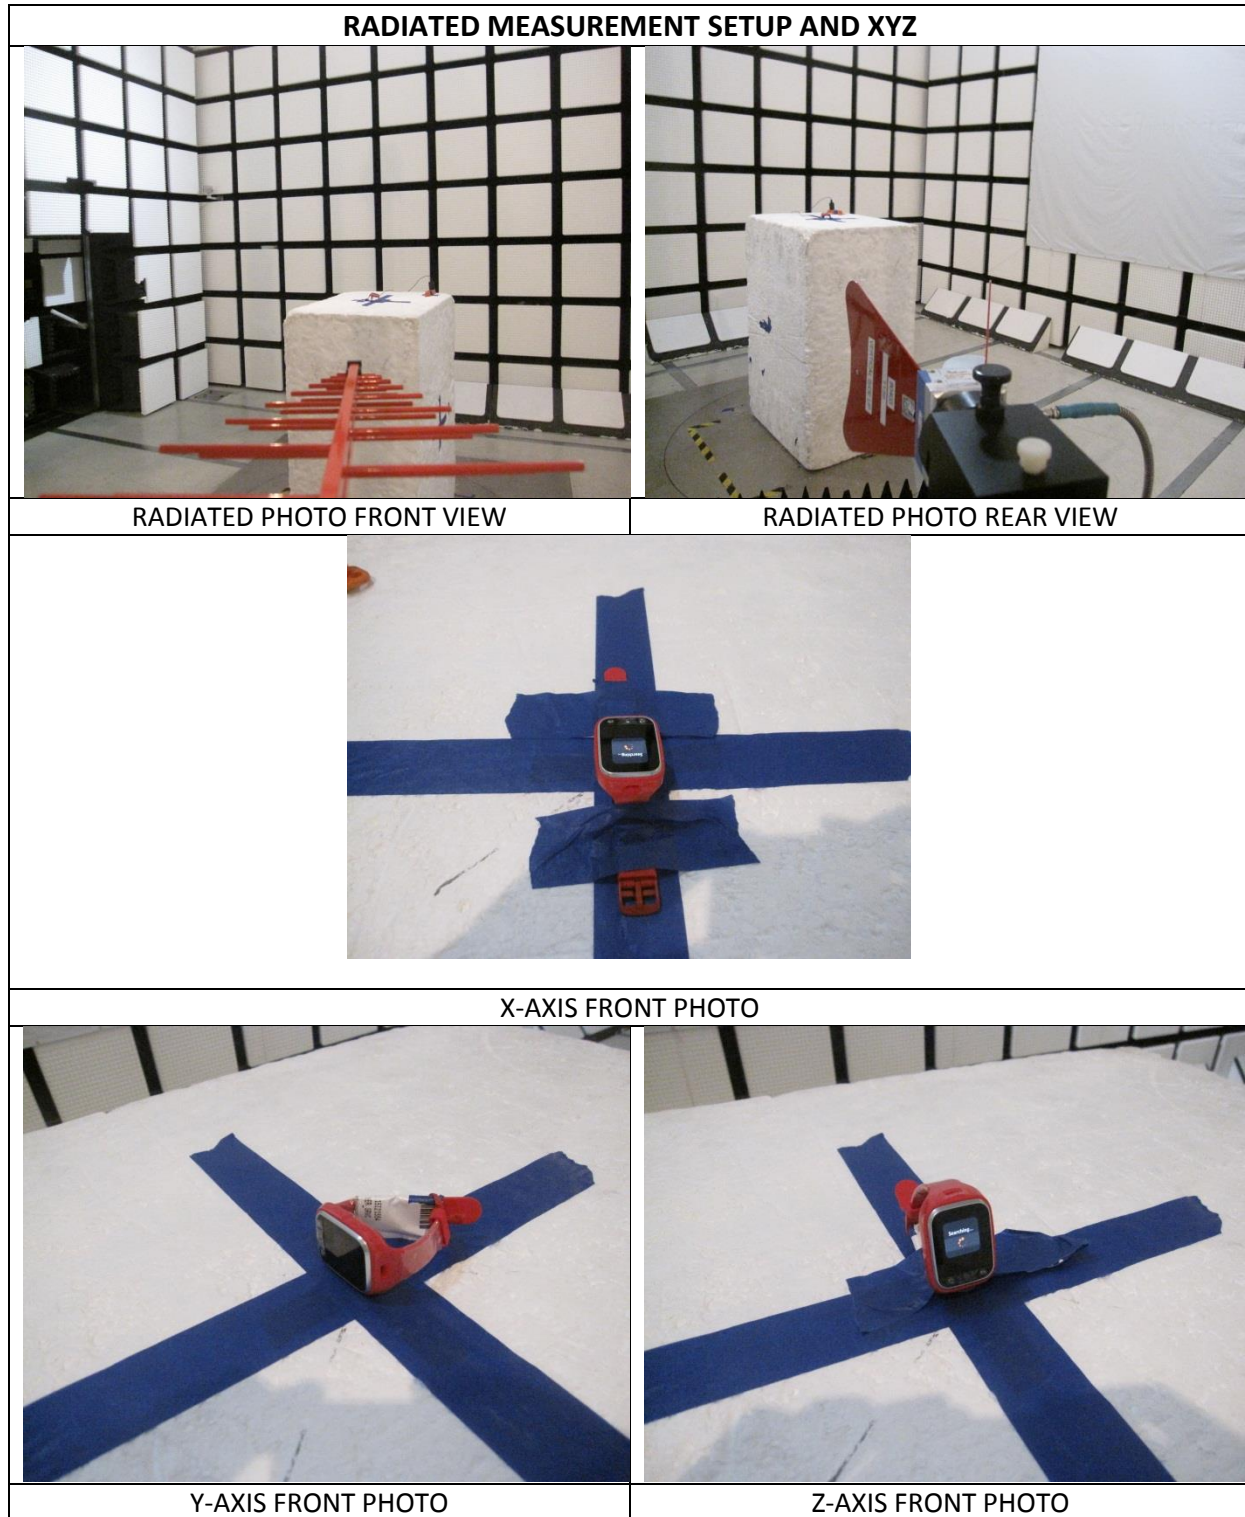 RADIATED MEASUREMENT SETUP AND XYZ
RADIATED PHOTO FRONT VIEW
RADIATED PHOTO REAR VIEW
Searching...
X-AXIS FRONT PHOTO
Searching...
Y-AXIS FRONT PHOTO
Z-AXIS FRONT PHOTO